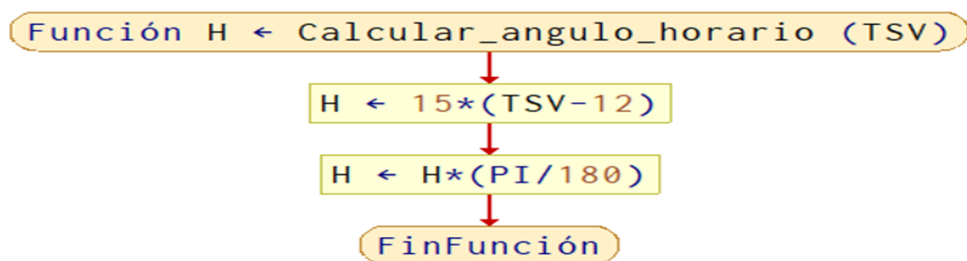 Función H ← Calcular_angulo_horario (TSV)
H ← 15*(TSV-12)
H ← H*(PI/180)
FinFunción